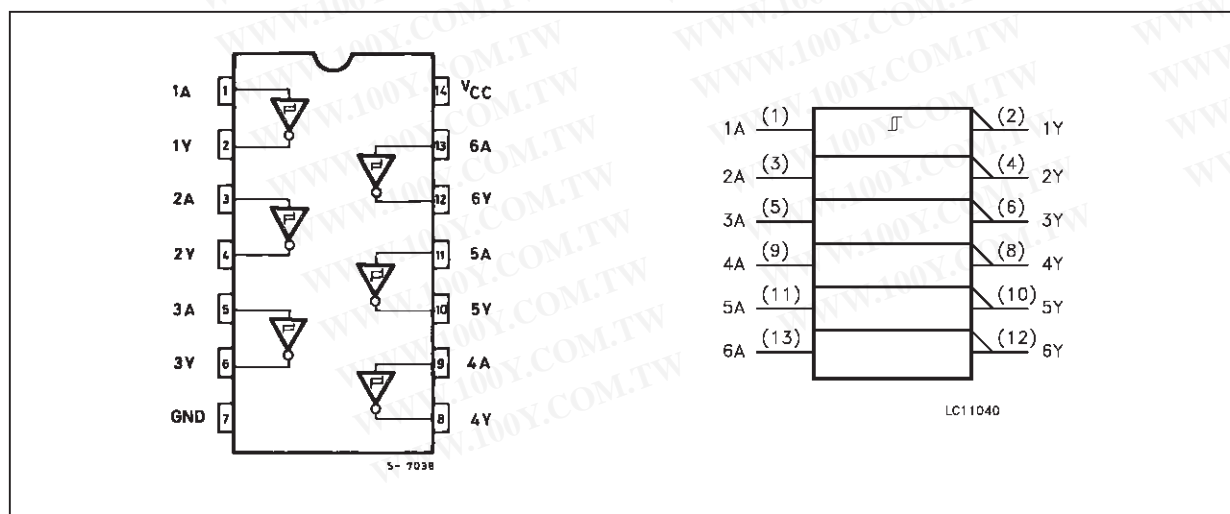 1A 1 14 VCC
1Y 2 13 6A
2A 3 12 6Y
2Y 4 11 5A
3A 5 10 5Y
3Y 6 9 4A
GND 7 8 4Y
S- 7038
1A (1) (2) 1Y
2A (3) (4) 2Y
3A (5) (6) 3Y
4A (9) (8) 4Y
5A (11) (10) 5Y
6A (13) (12) 6Y
LC11040
WWW.100Y.COM.TW